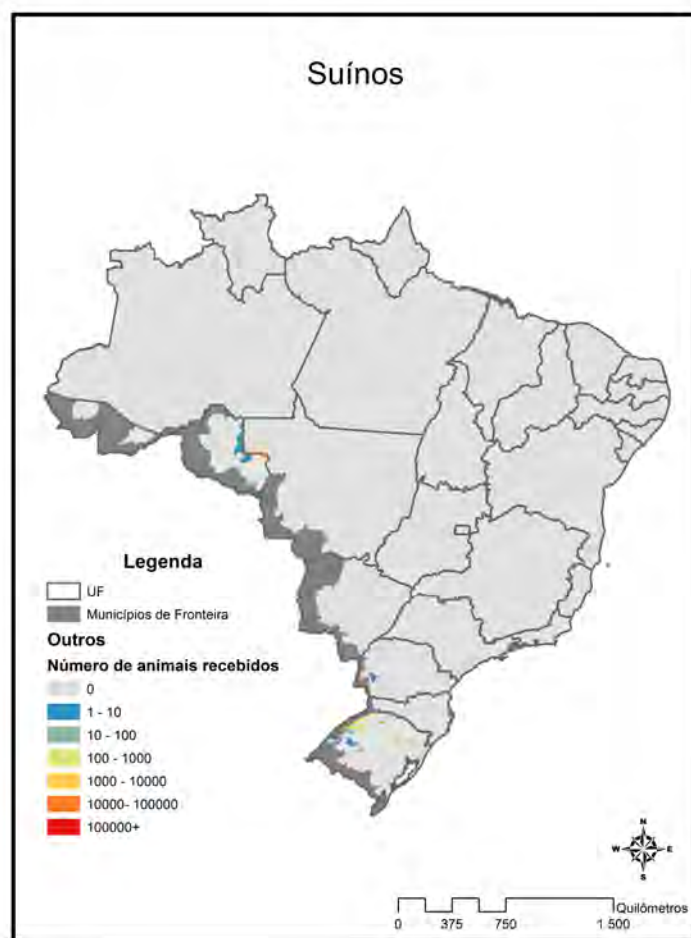 Suínos
Legenda
UF
Municípios de Fronteira
Outros
Número de animais recebidos
0
1 - 10
10 - 100
100 - 1000
1000 - 10000
10000- 100000
100000+
N
W E
S
Quilômetros
0 375 750 1.500